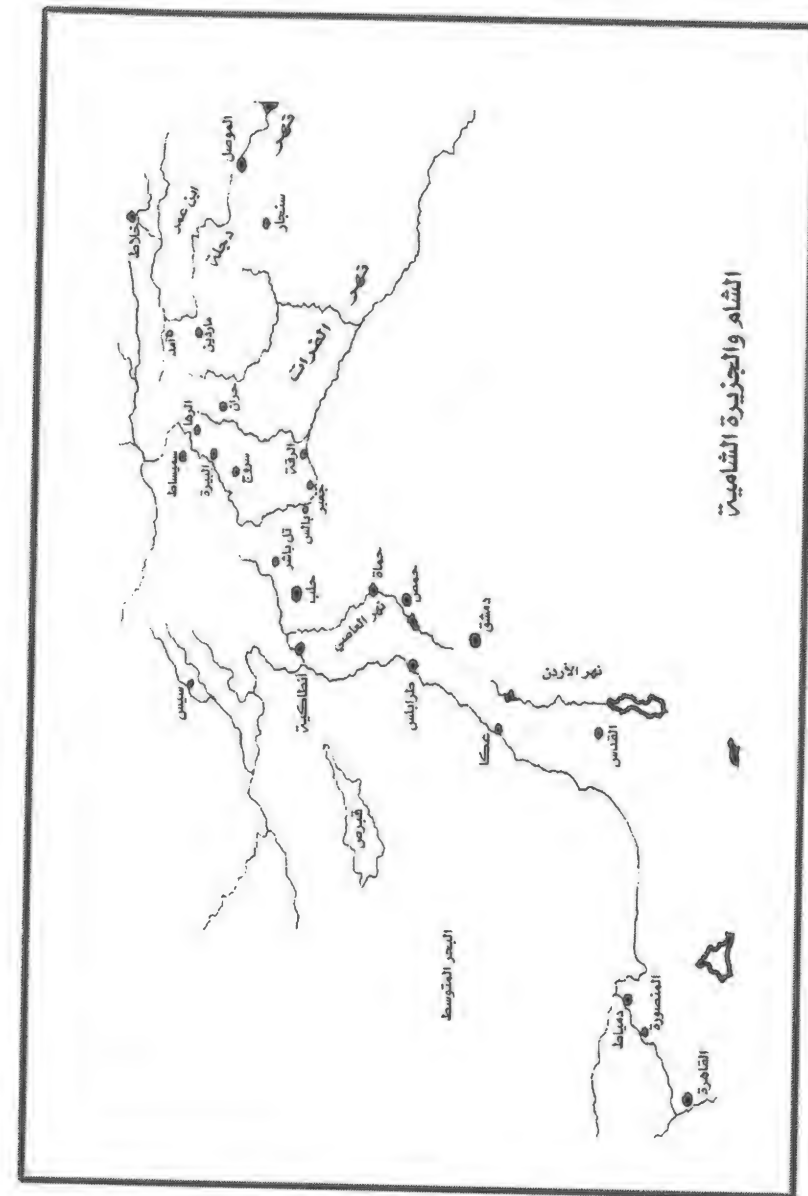 خلاط
ابن عمر
الموصل
نهر
دجلة
سنجار
آمد
ماردين
حران
الرها
سميساط
البيرة
سروج
نهر
الفرات
الرقة
جعبر
بالس
تل باشر
حلب
سيس
أنطاكية
حماة
حمص
نهر العاصي
طرابلس
دمشق
قبرص
عكا
نهر الأردن
القدس
البحر المتوسط
دمياط
المنصورة
القاهرة
الشام والجزيرة الشامية